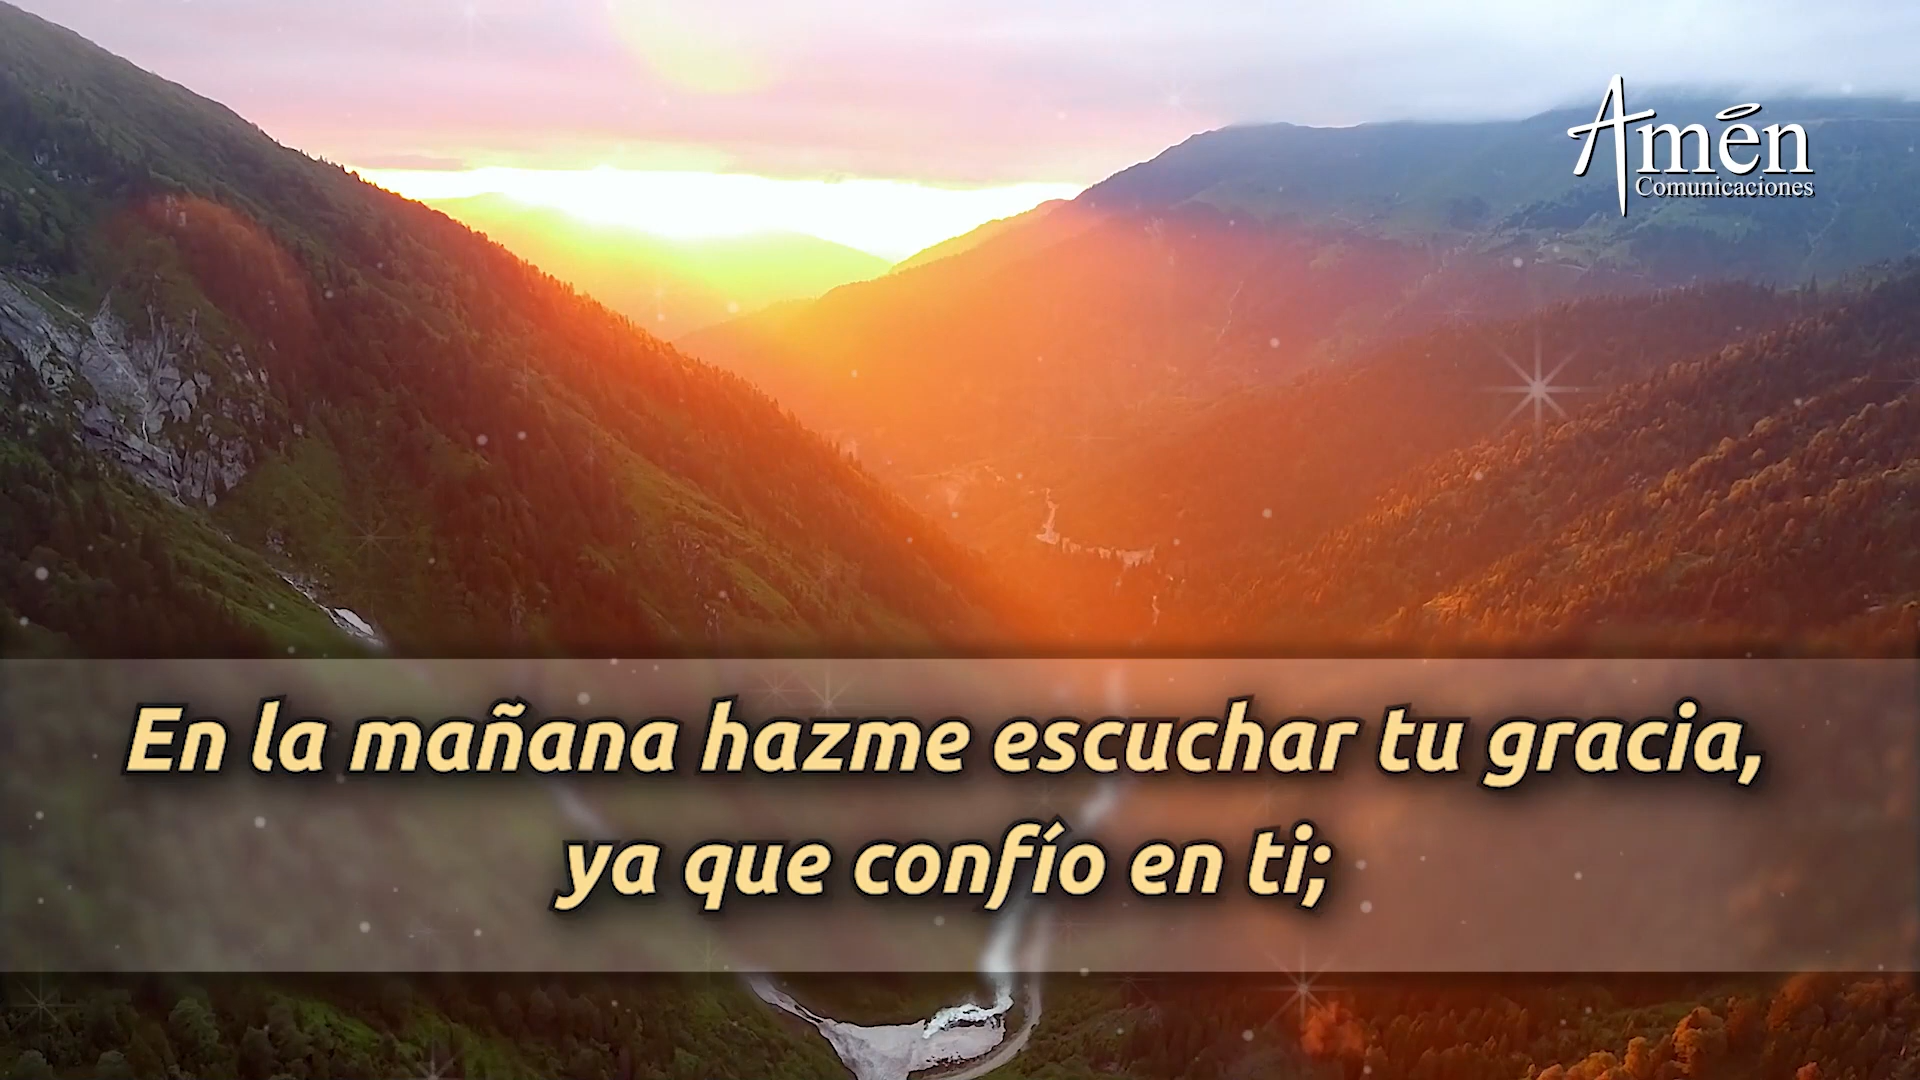 Amén
Comunicaciones
En la mañana hazme escuchar tu gracia,
ya que confío en ti;